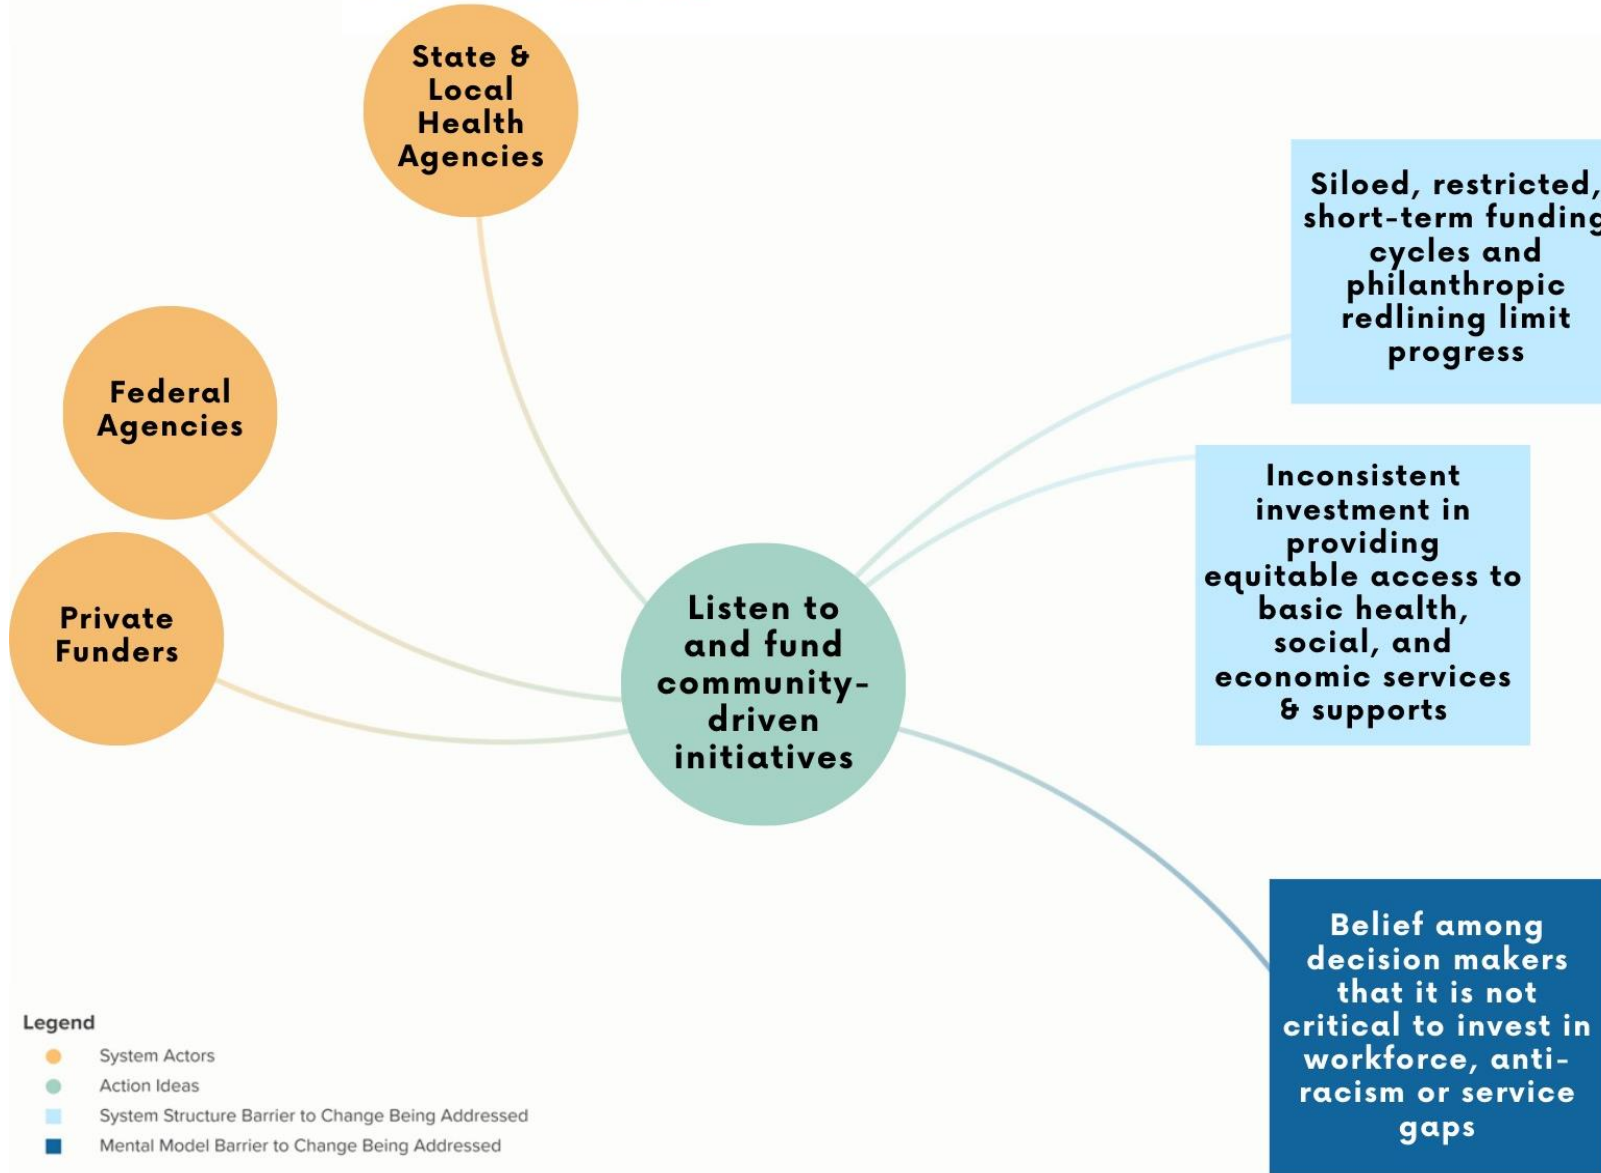 State &
Local
Health
Agencies
Federal
Agencies
Private
Funders
Listen to
and fund
community-
driven
initiatives
Siloed, restricted,
short-term funding
cycles and
philanthropic
redlining limit
progress
Inconsistent
investment in
providing
equitable access to
basic health,
social, and
economic services
& supports
Belief among
decision makers
that it is not
critical to invest in
workforce, anti-
racism or service
gaps
Legend
System Actors
Action Ideas
System Structure Barrier to Change Being Addressed
Mental Model Barrier to Change Being Addressed